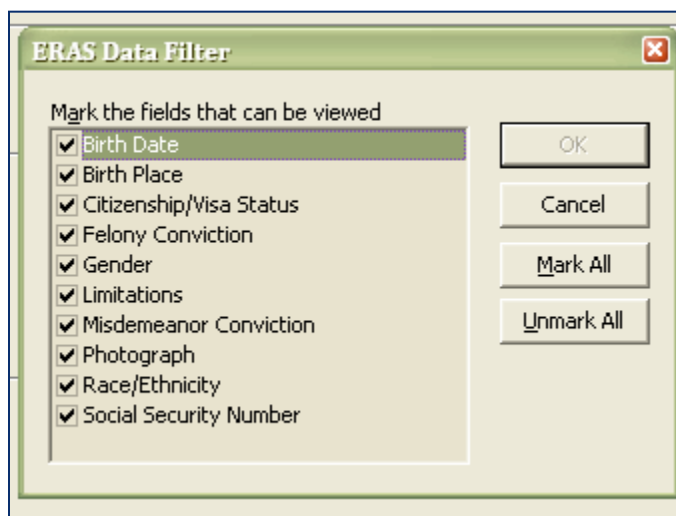 ERAS Data Filter
Mark the fields that can be viewed
Birth Date
Birth Place
Citizenship/Visa Status
Felony Conviction
Gender
Limitations
Misdemeanor Conviction
Photograph
Race/Ethnicity
Social Security Number
OK
Cancel
Mark All
Unmark All